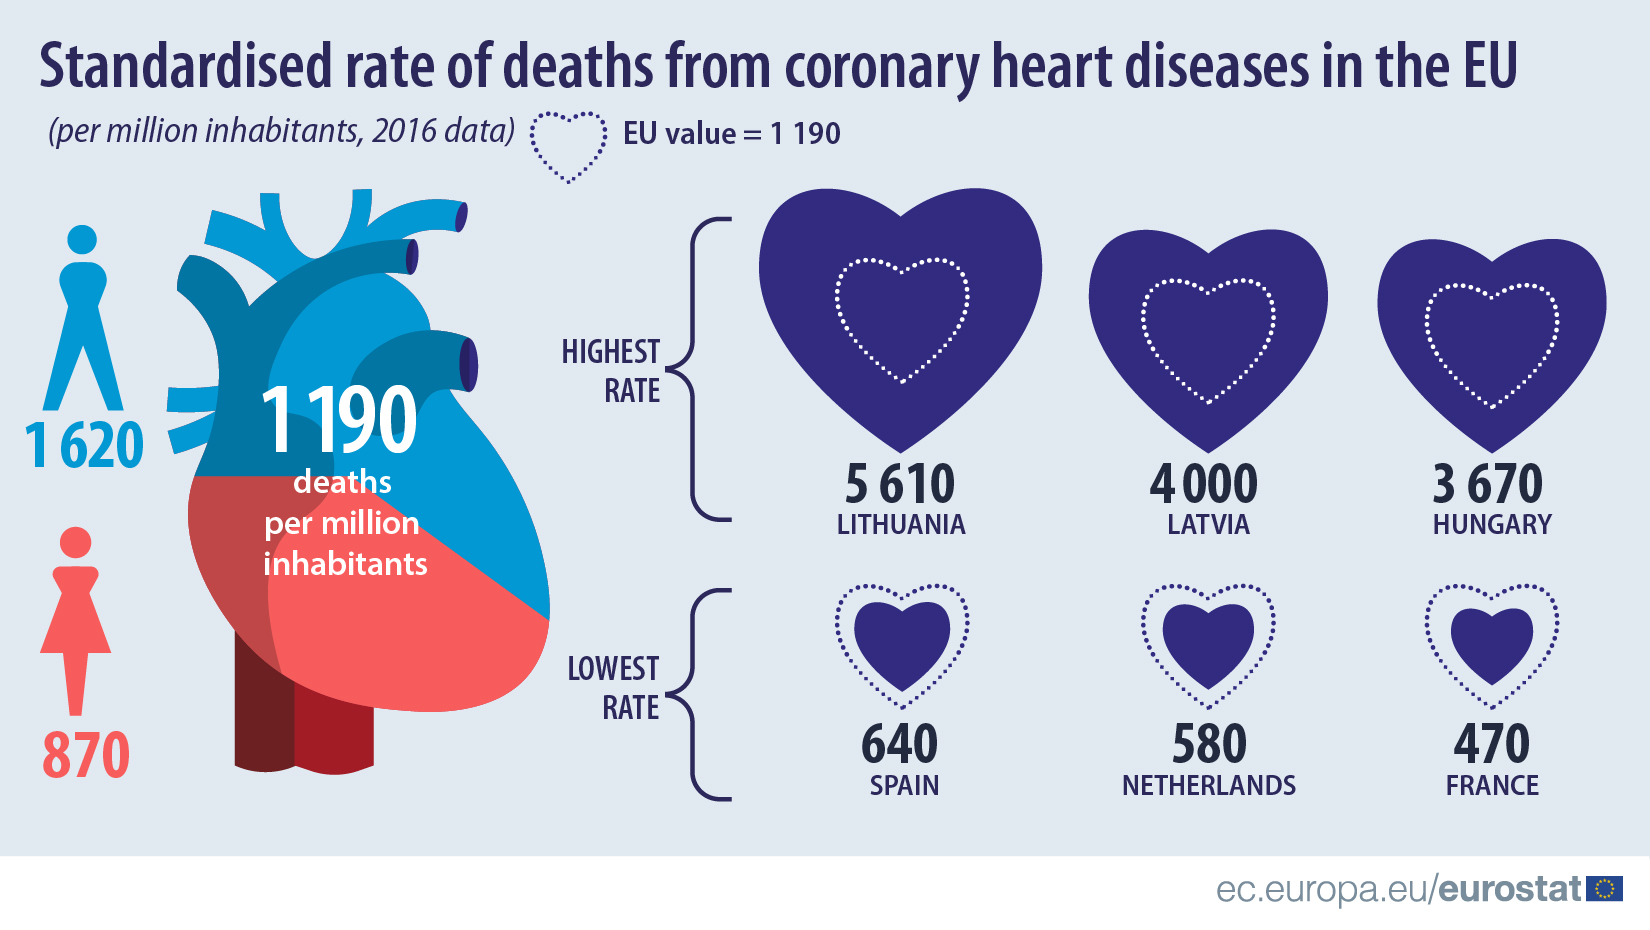 Standardised rate of deaths from coronary heart diseases in the EU
(per million inhabitants, 2016 data)
EU value = 1 190
1 620
870
1 190
deaths
per million
inhabitants
HIGHEST
RATE
5 610
LITHUANIA
4 000
LATVIA
3 670
HUNGARY
LOWEST
RATE
640
SPAIN
580
NETHERLANDS
470
FRANCE
ec.europa.eu/eurostat